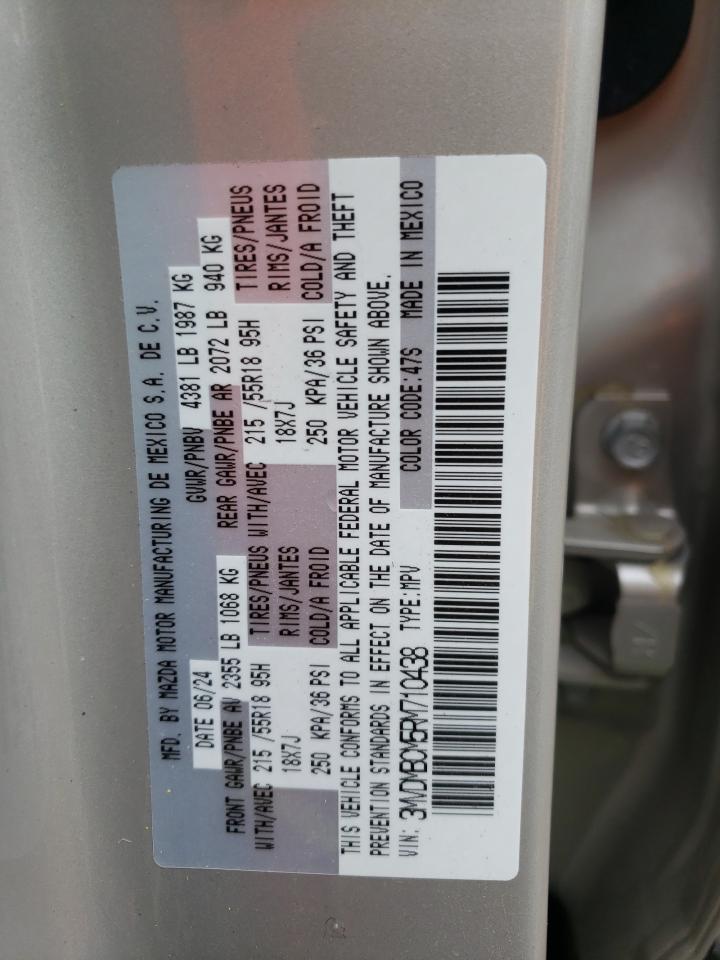 MFD. BY MAZDA MOTOR MANUFACTURING DE MEXICO S.A. DE C.V.
DATE 06/24 GVWR/PNBV 4381 LB 1987 KG
FRONT GAWR/PNBE AV 2355 LB 1068 KG REAR GAWR/PNBE AR 2072 LB 940 KG
WITH/AVEC 215 /55R18 95H TIRES/PNEUS WITH/AVEC 215 /55R18 95H TIRES/PNEUS
18X7J RIMS/JANTES 18X7J RIMS/JANTES
250 KPA/36 PSI COLD/A FROID 250 KPA/36 PSI COLD/A FROID
THIS VEHICLE CONFORMS TO ALL APPLICABLE FEDERAL MOTOR VEHICLE SAFETY AND THEFT
PREVENTION STANDARDS IN EFFECT ON THE DATE OF MANUFACTURE SHOWN ABOVE.
VIN: 3MVDMBCM5RM710438 TYPE:MPV COLOR CODE:47S MADE IN MEXICO